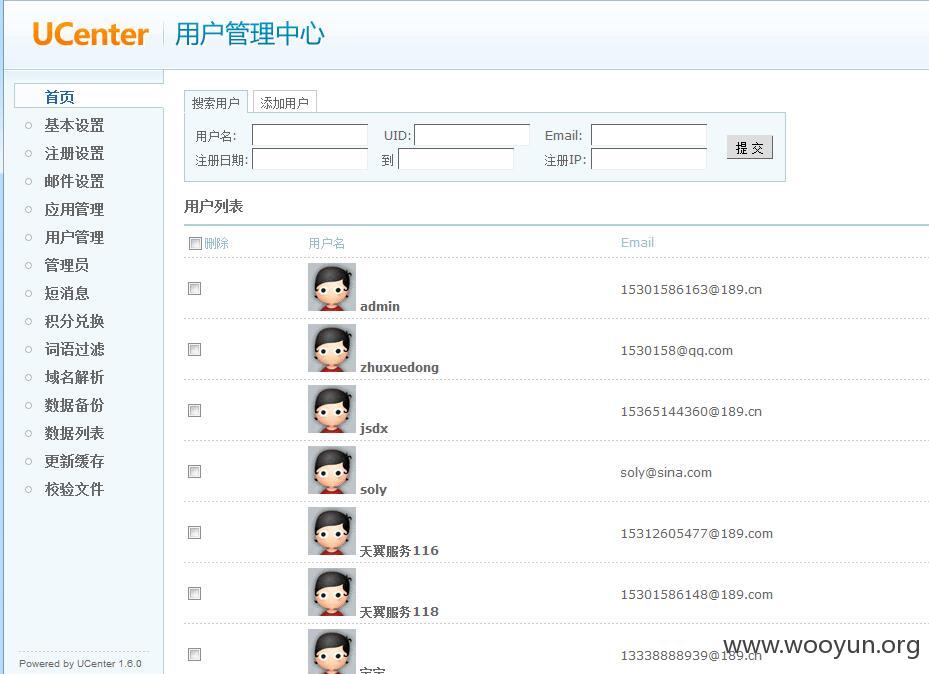 UCenter 用户管理中心
首页
基本设置
注册设置
邮件设置
应用管理
用户管理
管理员
短消息
积分兑换
词语过滤
域名解析
数据备份
数据列表
更新缓存
校验文件
Powered by UCenter 1.6.0
搜索用户 添加用户
用户名: UID: Email:
注册日期: 到 注册IP:
提 交
用户列表
删除 用户名 Email
admin 15301586163@189.cn
zhuxuedong 1530158@qq.com
jsdx 15365144360@189.cn
soly soly@sina.com
天翼服务116 15312605477@189.com
天翼服务118 15301586148@189.com
13338888939@189.cn
www.wooyun.org